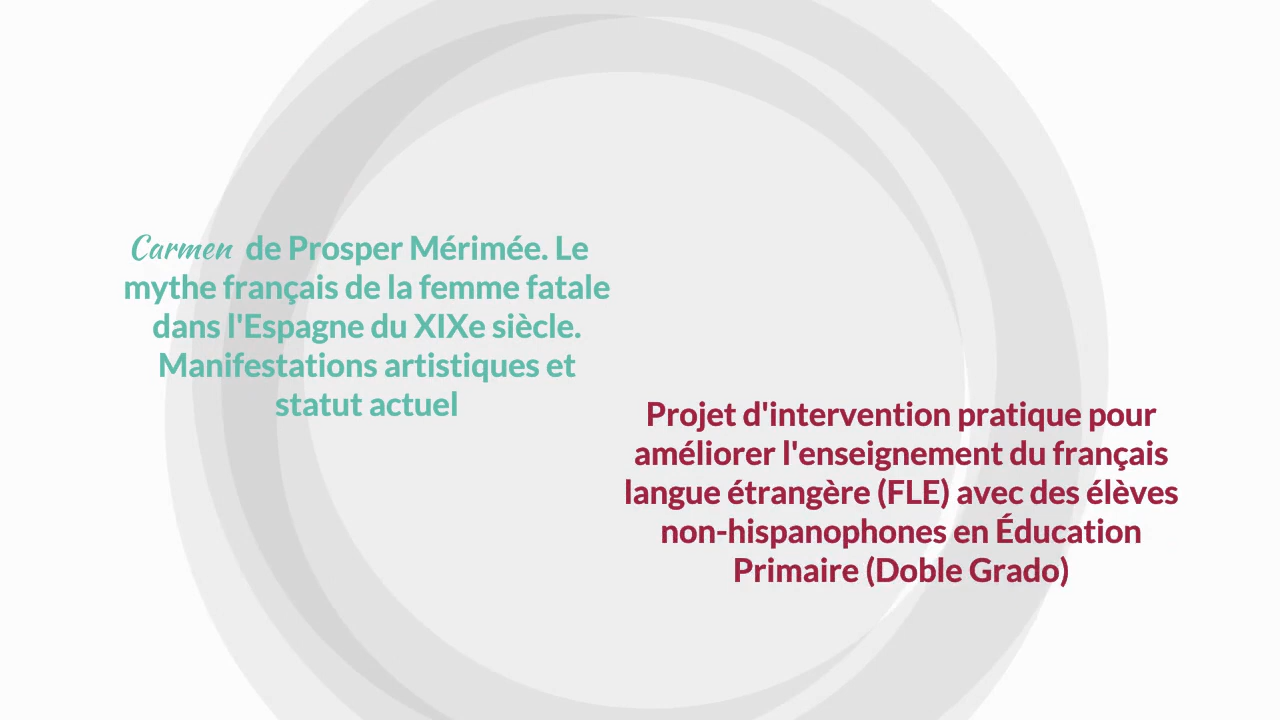 Carmen de Prosper Mérimée. Le
mythe français de la femme fatale
dans l'Espagne du XIXe siècle.
Manifestations artistiques et
statut actuel
Projet d'intervention pratique pour
améliorer l'enseignement du français
langue étrangère (FLE) avec des élèves
non-hispanophones en Éducation
Primaire (Doble Grado)